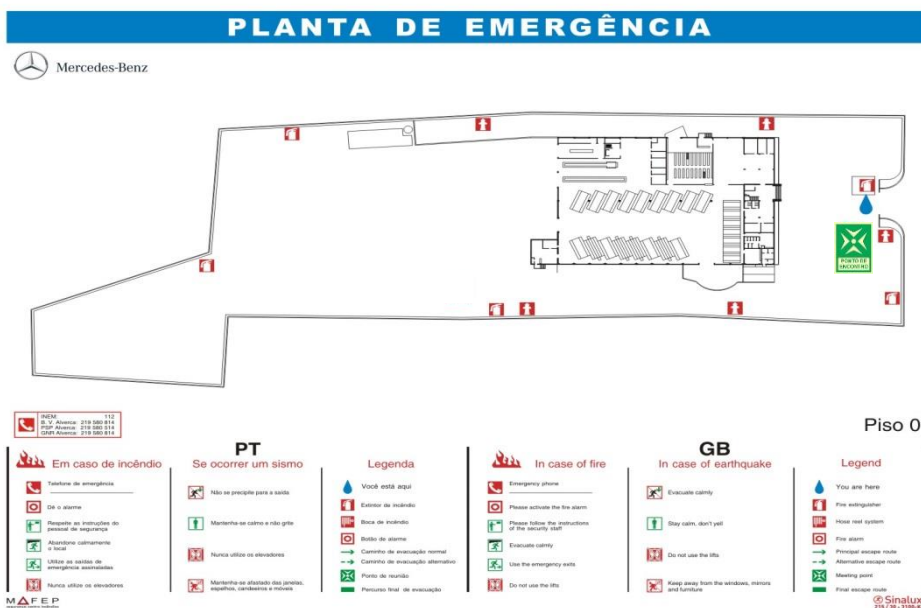 PLANTA DE EMERGÊNCIA
Mercedes-Benz
PONTO DE
ENCONTRO
INEM: 112
B. V. Alverca: 219 580 814
PSP Alverca: 219 580 514
GNR Alverca: 219 580 814
Piso 0
PT
Em caso de incêndio
Telefone de emergência
Dê o alarme
Respeite as instruções do
pessoal de segurança
Abandone calmamente
o local
Utilize as saídas de
emergência assinaladas
Nunca utilize os elevadores
Se ocorrer um sismo
Não se precipite para a saída
Mantenha-se calmo e não grite
Nunca utilize os elevadores
Mantenha-se afastado das janelas,
espelhos, candeeiros e móveis
Legenda
Você está aqui
Extintor de incêndio
Boca de incêndio
Botão de alarme
Caminho de evacuação normal
Caminho de evacuação alternativo
Ponto de reunião
Percurso final de evacuação
GB
In case of fire
Emergency phone
Please activate the fire alarm
Please follow the instructions
of the security staff
Evacuate calmly
Use the emergency exits
Do not use the lifts
In case of earthquake
Evacuate calmly
Stay calm, don't yell
Do not use the lifts
Keep away from the windows, mirrors
and furniture
Legend
You are here
Fire extinguisher
Hose reel system
Fire alarm
Principal escape route
Alternative escape route
Meeting point
Final escape route
MAFEP
Sinalux